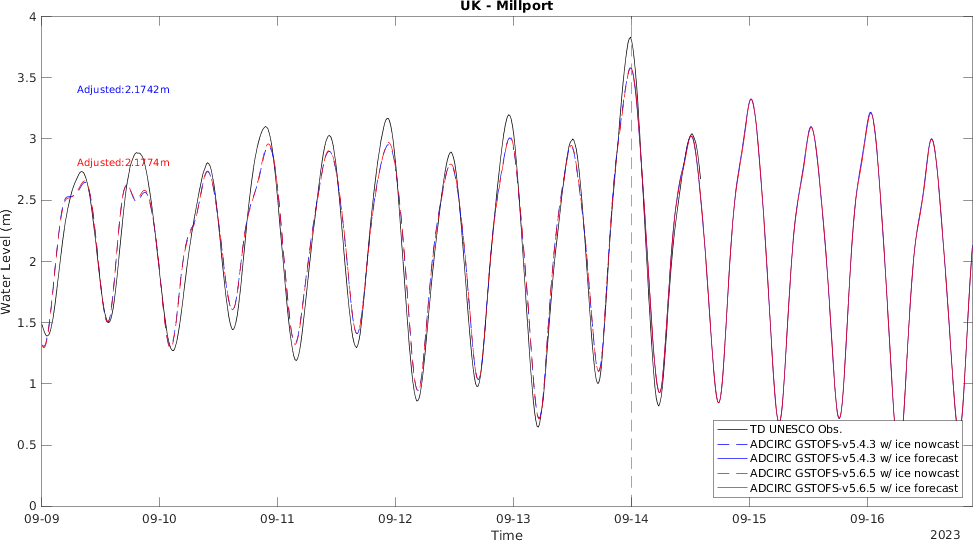 UK - Millport
4
3.5
3
2.5
2
1.5
1
0.5
0
Water Level (m)
Adjusted:2.1742m
Adjusted:2.1774m
TD UNESCO Obs.
ADCIRC GSTOFS-v5.4.3 w/ ice nowcast
ADCIRC GSTOFS-v5.4.3 w/ ice forecast
ADCIRC GSTOFS-v5.6.5 w/ ice nowcast
ADCIRC GSTOFS-v5.6.5 w/ ice forecast
09-09 09-10 09-11 09-12 09-13 09-14 09-15 09-16
Time
2023